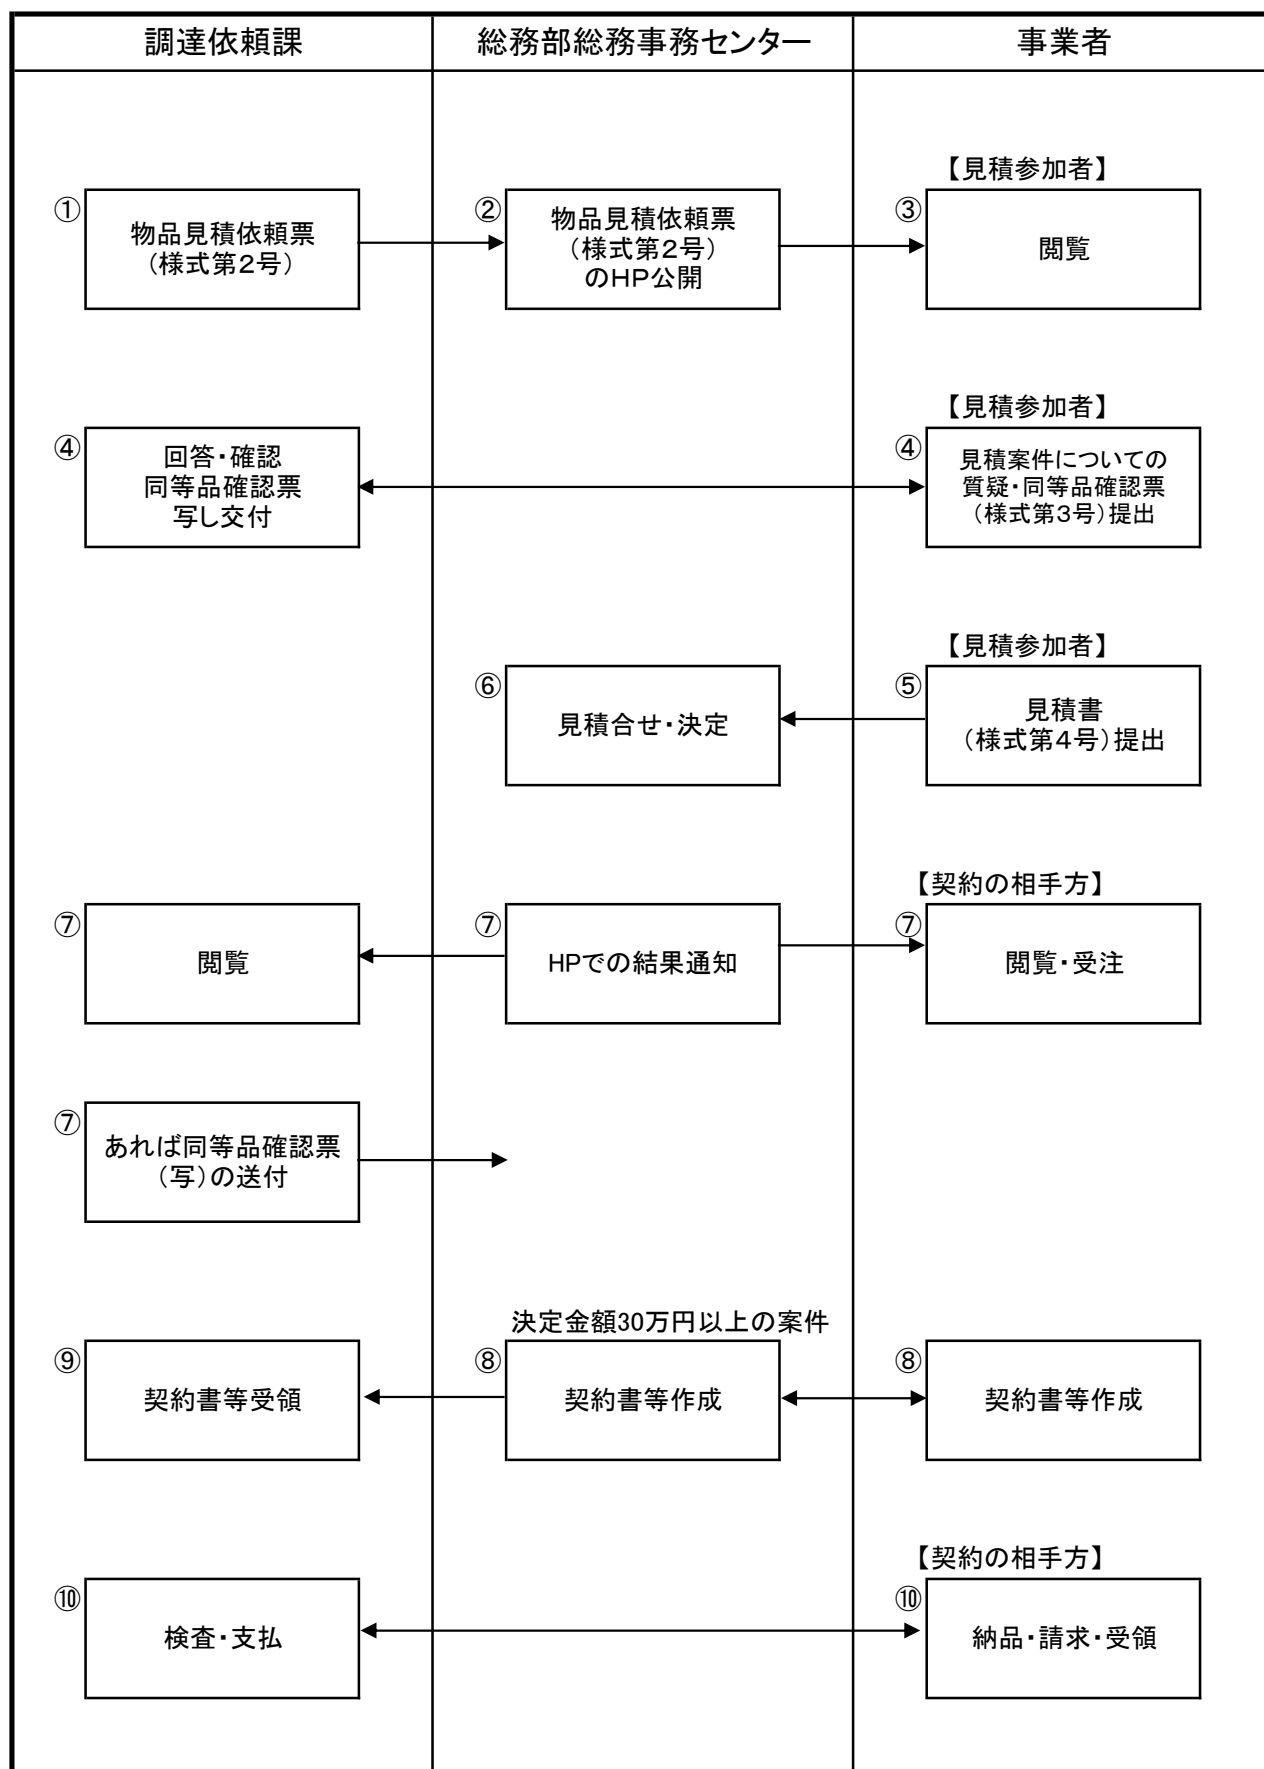 調達依頼課
総務部総務事務センター
事業者
【見積参加者】
①
物品見積依頼票
(様式第2号)
②
物品見積依頼票
(様式第2号)
のHP公開
③
閲覧
【見積参加者】
④
回答・確認
同等品確認票
写し交付
④
見積案件についての
質疑・同等品確認票
(様式第3号)提出
【見積参加者】
⑥
見積合せ・決定
⑤
見積書
(様式第4号)提出
【契約の相手方】
⑦
閲覧
⑦
HPでの結果通知
⑦
閲覧・受注
⑦
あれば同等品確認票
(写)の送付
決定金額30万円以上の案件
⑨
契約書等受領
⑧
契約書等作成
⑧
契約書等作成
【契約の相手方】
⑩
検査・支払
⑩
納品・請求・受領